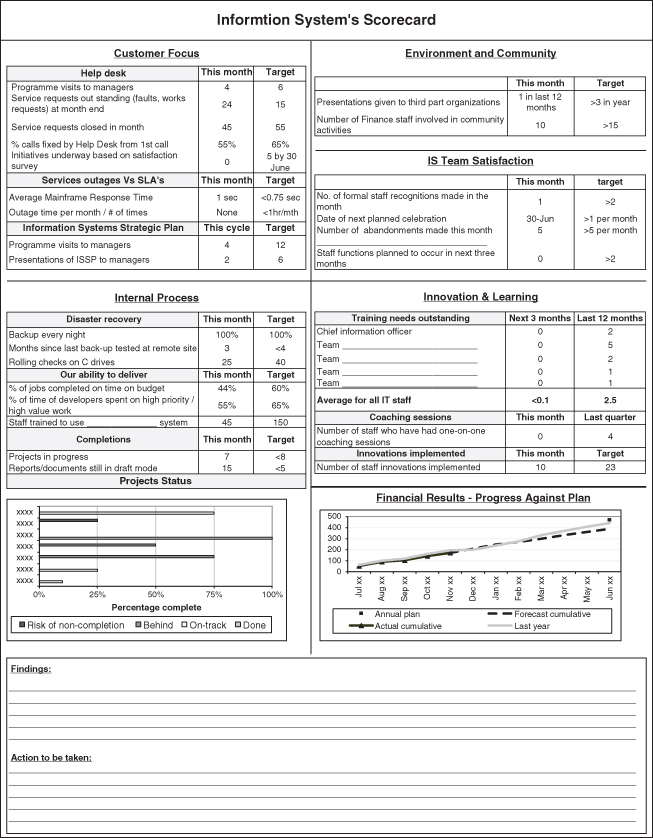 Informtion System's Scorecard
Customer Focus
Help desk This month Target
Programme visits to managers 4 6
Service requests out standing (faults, works
requests) at month end 24 15
Service requests closed in month 45 55
% calls fixed by Help Desk from 1st call 55% 65%
Initiatives underway based on satisfaction
survey 0 5 by 30
June
Services outages Vs SLA's This month Target
Average Mainframe Response Time 1 sec <0.75 sec
Outage time per month / # of times None <1hr/mth
Information Systems Strategic Plan This cycle Target
Programme visits to managers 4 12
Presentations of ISSP to managers 2 6
Environment and Community
This month Target
Presentations given to third part organizations 1 in last 12
months >3 in year
Number of Finance staff involved in community
activities 10 >15
IS Team Satisfaction
This month target
No. of formal staff recognitions made in the
month 1 >2
Date of next planned celebration 30-Jun >1 per month
Number of abandonments made this month 5 >5 per month
Staff functions planned to occur in next three
months 0 >2
Internal Process
Disaster recovery This month Target
Backup every night 100% 100%
Months since last back-up tested at remote site 3 <4
Rolling checks on C drives 25 40
Our ability to deliver This month Target
% of jobs completed on time on budget 44% 60%
% of time of developers spent on high priority /
high value work 55% 65%
Staff trained to use _______________ system 45 150
Completions This month Target
Projects in progress 7 <8
Reports/documents still in draft mode 15 <5
Projects Status
XXXX
XXXX
XXXX
XXXX
XXXX
XXXX
XXXX
0% 25% 50% 75% 100%
Percentage complete
Risk of non-completion Behind On-track Done
Innovation & Learning
Training needs outstanding Next 3 months Last 12 months
Chief information officer 0 2
Team ____________________________ 0 5
Team ____________________________ 0 2
Team ____________________________ 0 1
Team ____________________________ 0 1
Average for all IT staff <0.1 2.5
Coaching sessions This month Last quarter
Number of staff who have had one-on-one
coaching sessions 0 4
Innovations implemented This month Target
Number of staff innovations implemented 10 23
Financial Results - Progress Against Plan
500
400
300
200
100
0
Jul xx Aug xx Sep xx Oct xx Nov xx Dec xx Jan xx Feb xx Mar xx Apr xx May xx Jun xx
Annual plan Forecast cumulative
Actual cumulative Last year
Findings:
Action to be taken: